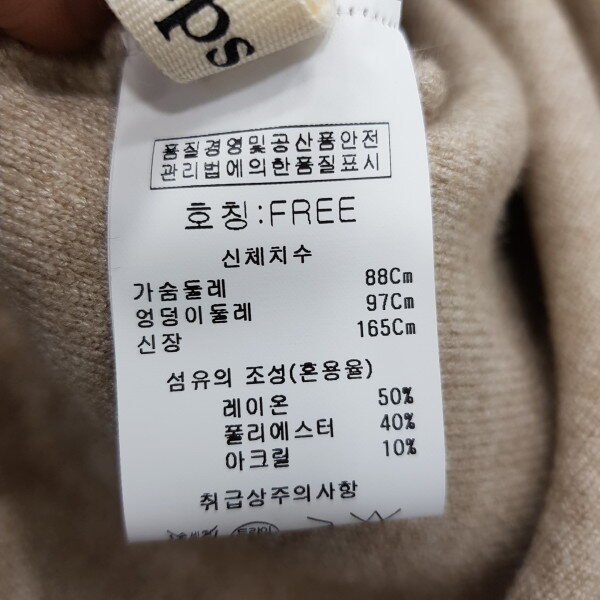 품질경영및공산품안전
관리법에의한품질표시
호칭:FREE
신체치수
가슴둘레 88Cm
엉덩이둘레 97Cm
신장 165Cm
섬유의 조성(혼용율)
레이온 50%
폴리에스터 40%
아크릴 10%
취급상주의사항